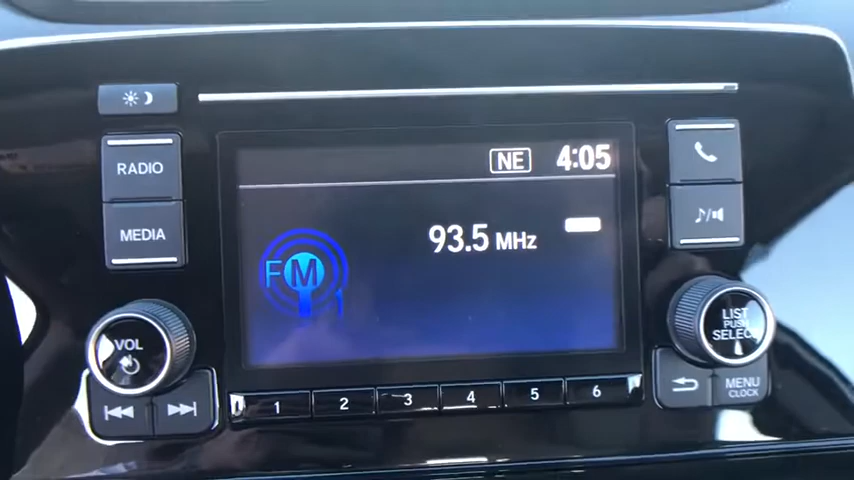 NE 4:05
RADIO
MEDIA
93.5 MHz
FM
1
VOL
LIST
PUSH
SELECT
1 2 3 4 5 6
MENU
CLOCK